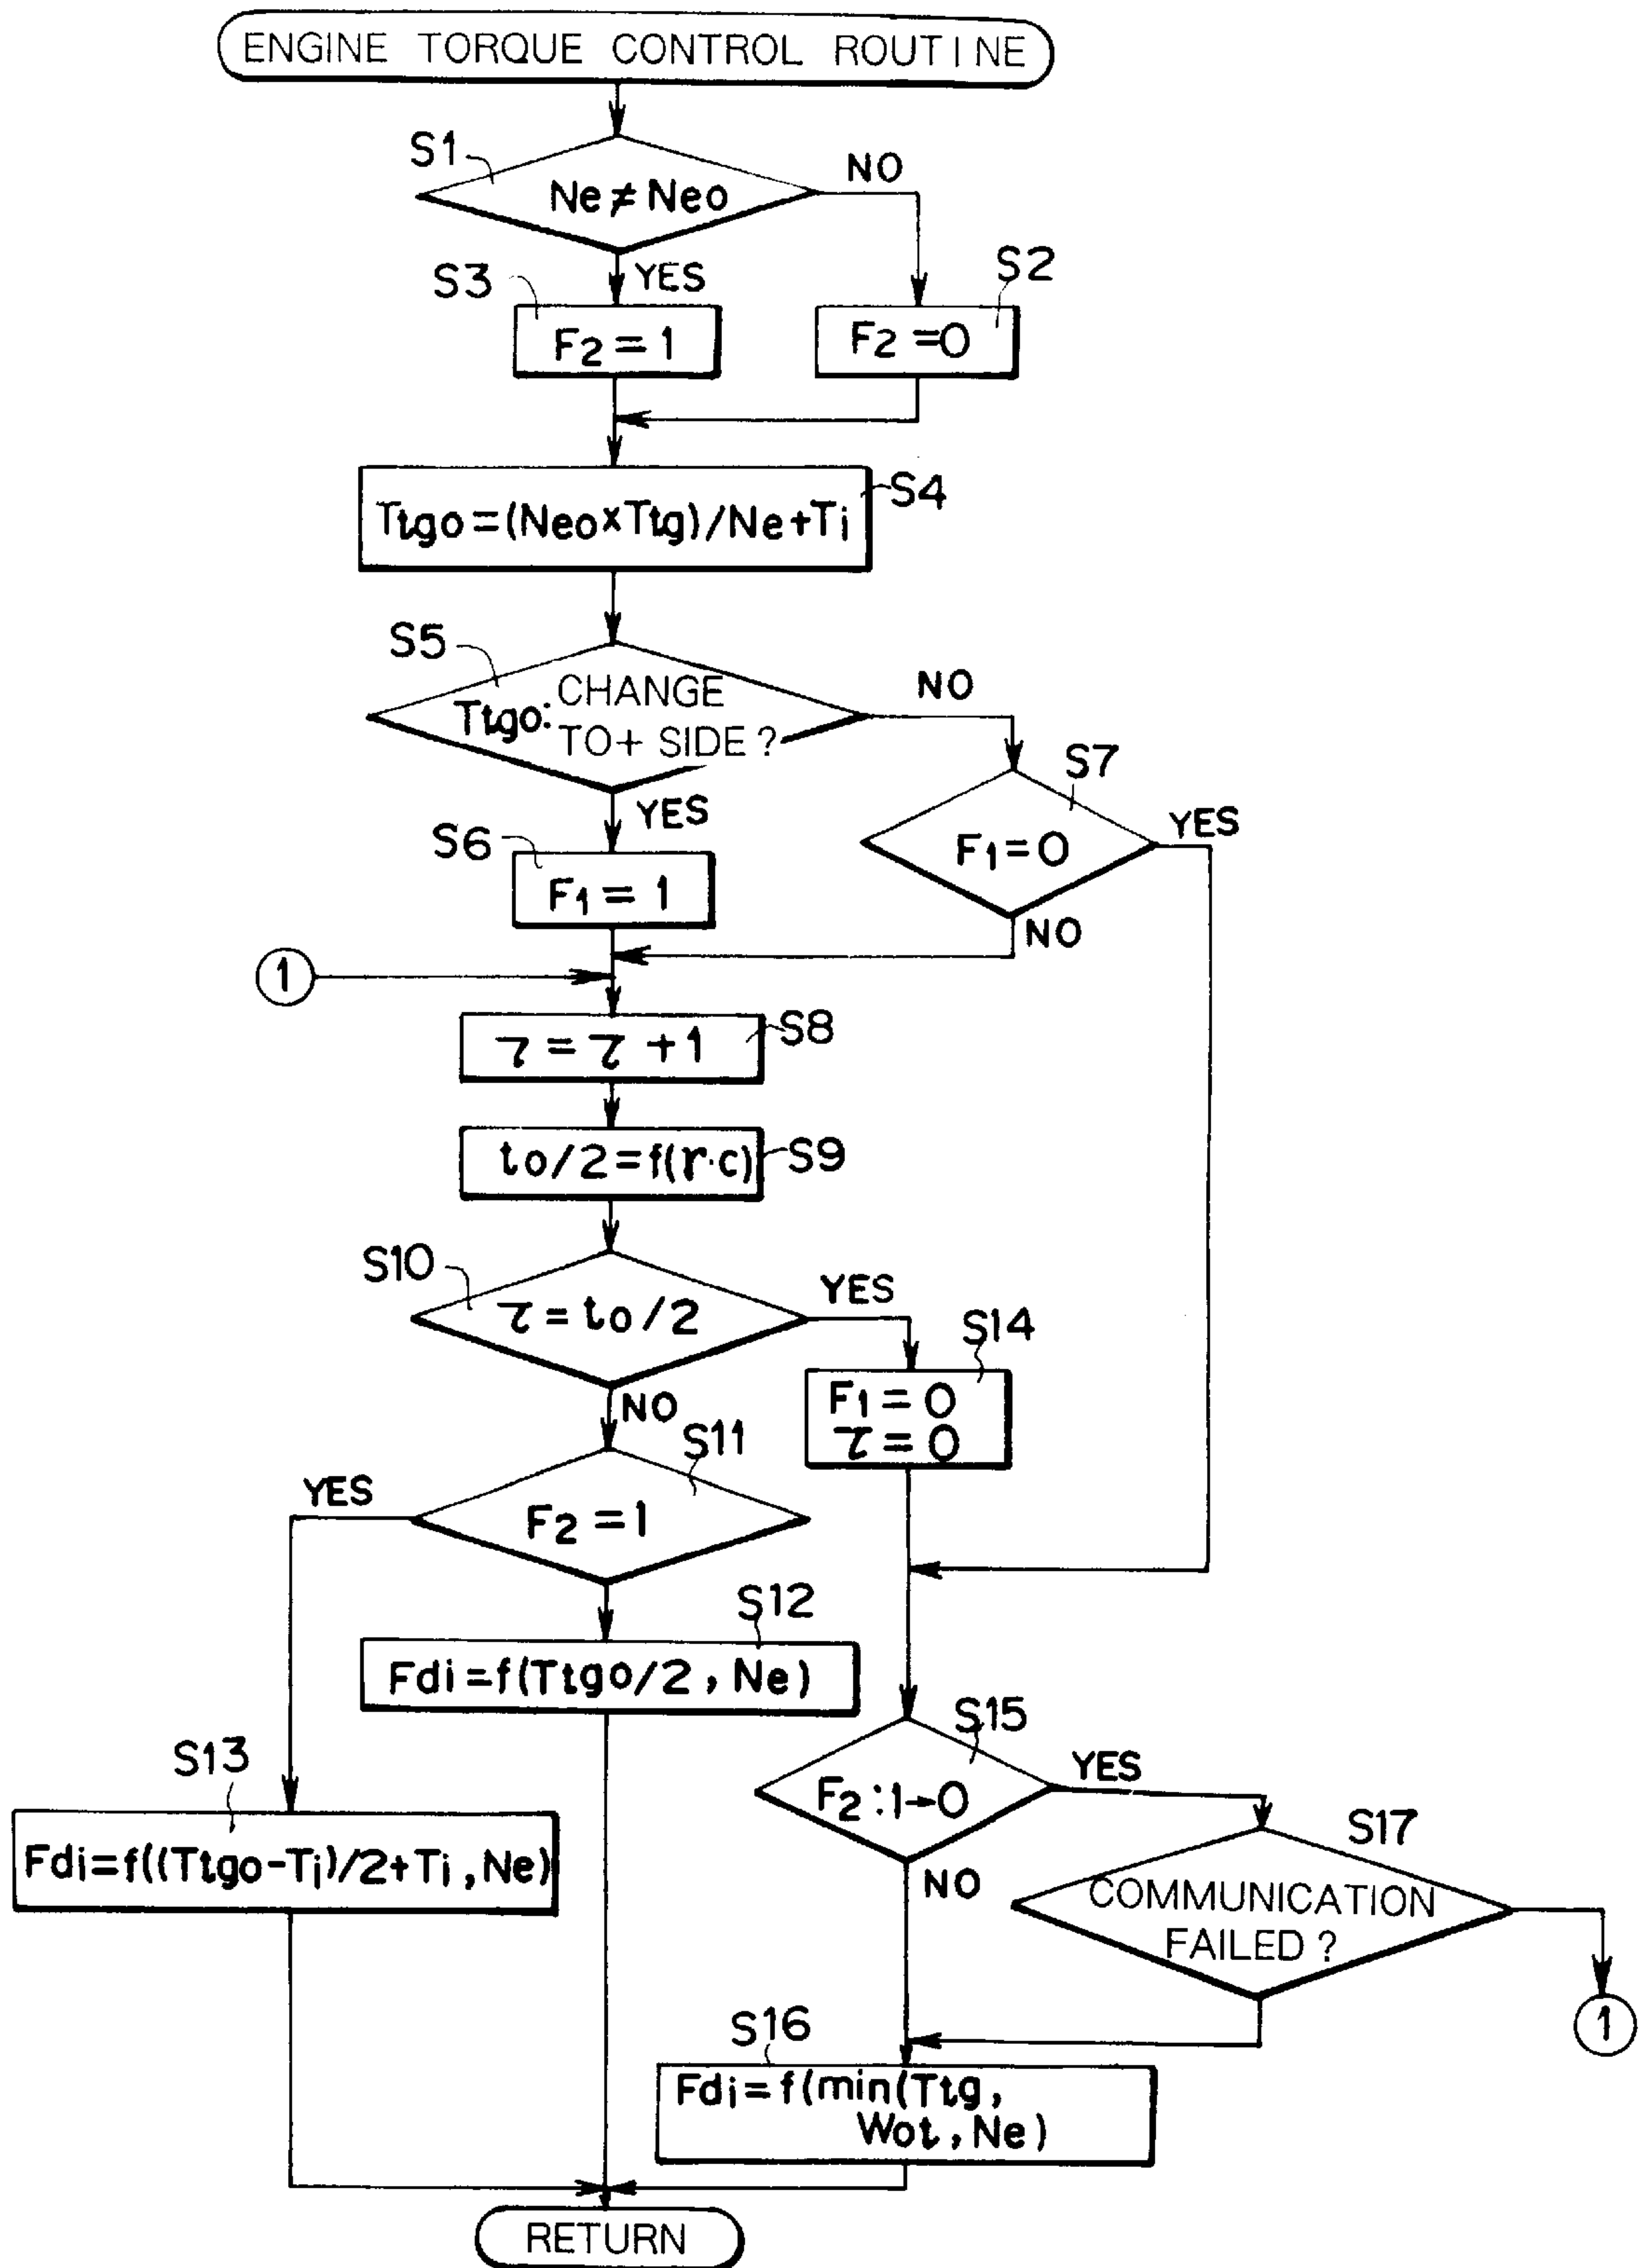 ENGINE TORQUE CONTROL ROUTINE
S1
Ne ≠ Neo
NO
YES
S3
F2 = 1
S2
F2 = 0
S4
Ttgo = (Neo x Ttg) / Ne + Ti
S5
Ttgo: CHANGE
TO + SIDE ?
NO
YES
S6
F1 = 1
S7
F1 = 0
YES
NO
1
S8
τ = τ + 1
S9
to/2 = f(r·c)
S10
τ = to/2
YES
NO
S14
F1 = 0
τ = 0
S11
YES
F2 = 1
S12
Fdi = f(Ttgo/2, Ne)
S13
Fdi = f((Ttgo - Ti)/2 + Ti, Ne)
S15
F2 : 1→0
YES
NO
S17
COMMUNICATION
FAILED ?
1
S16
Fdi = f(min(Ttg,
Wot, Ne)
RETURN